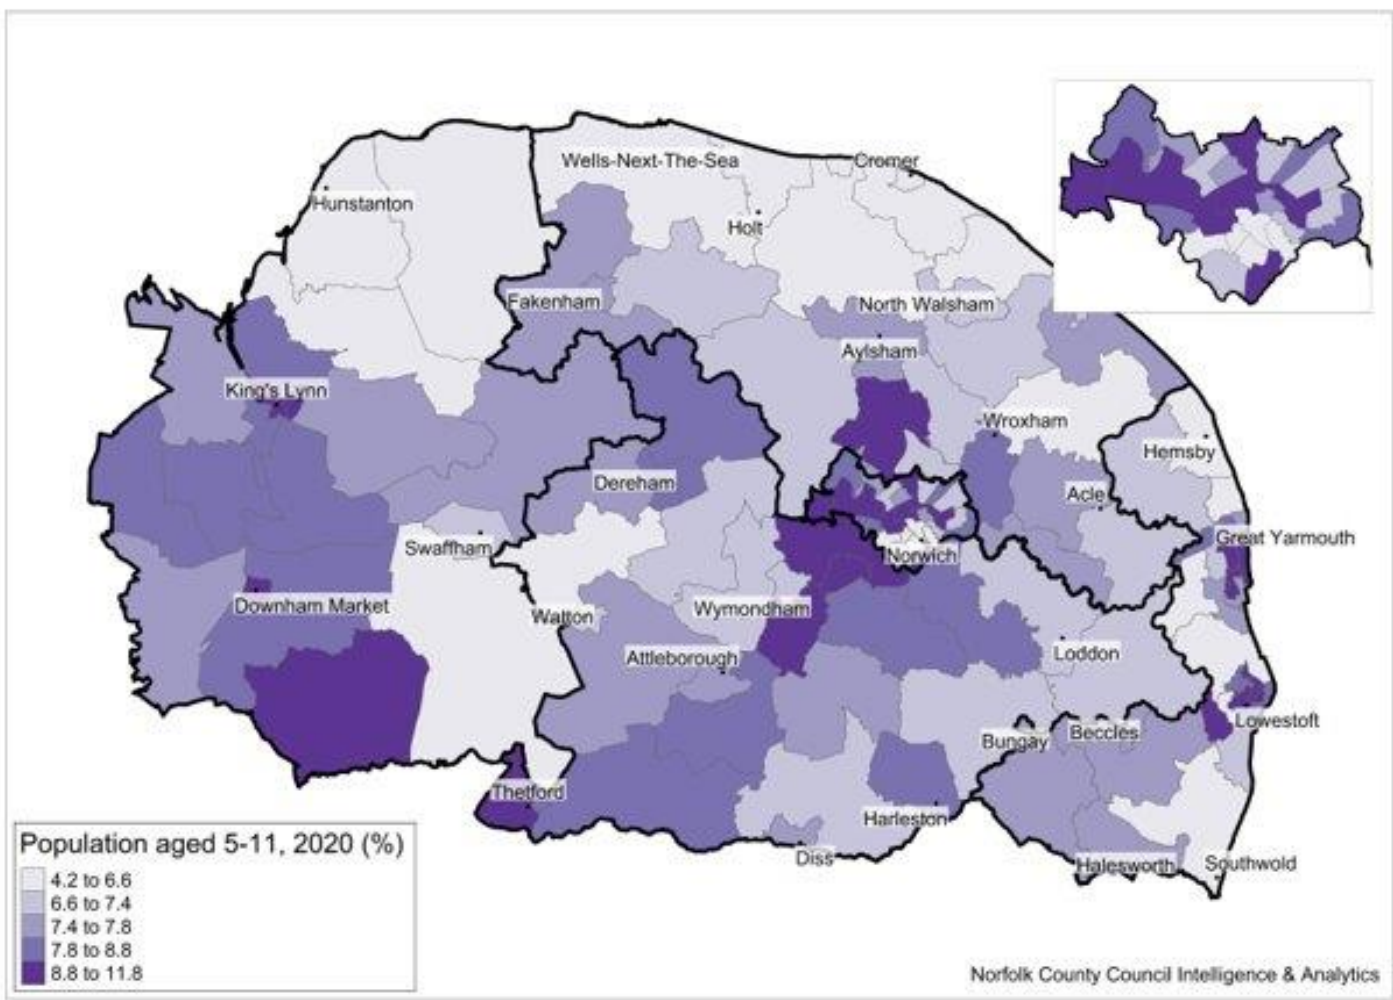 Wells-Next-The-Sea
Cromer
Hunstanton
Holt
Fakenham
North Walsham
Aylsham
King's Lynn
Wroxham
Hemsby
Dereham
Acle
Swaffham
Norwich
Great Yarmouth
Downham Market
Watton
Wymondham
Attleborough
Loddon
Lowestoft
Bungay
Beccles
Thetford
Harleston
Diss
Halesworth
Southwold
Population aged 5-11, 2020 (%)
4.2 to 6.6
6.6 to 7.4
7.4 to 7.8
7.8 to 8.8
8.8 to 11.8
Norfolk County Council Intelligence & Analytics